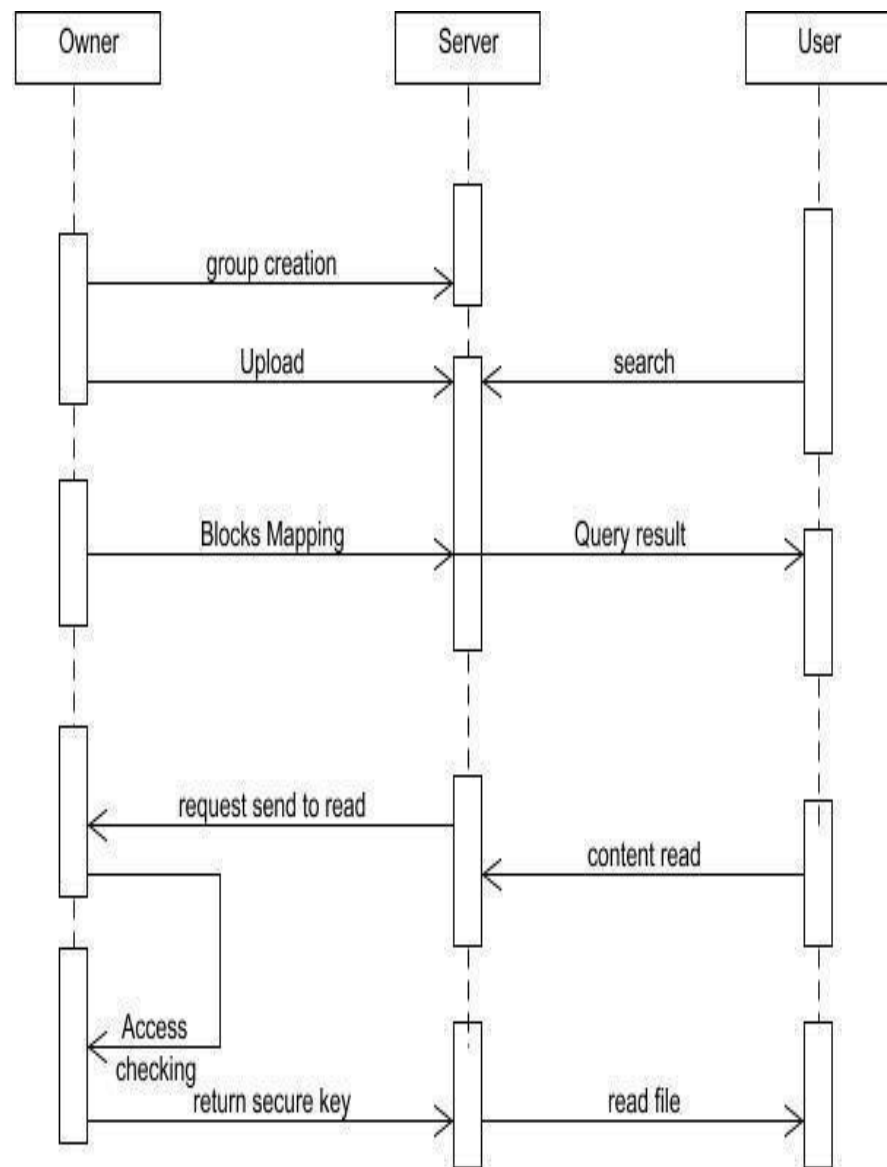 Owner
Server
User
group creation
Upload
search
Blocks Mapping
Query result
request send to read
content read
Access
checking
return secure key
read file